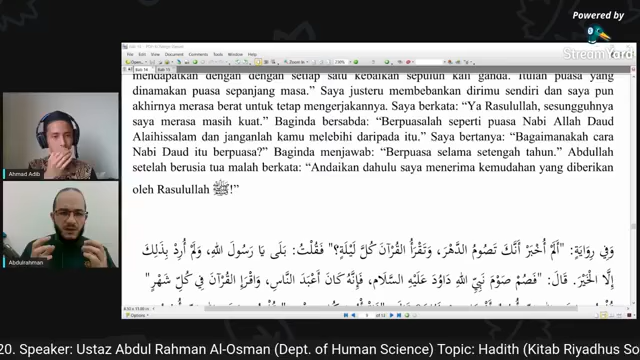 Powered by
StreamYard
mendapatkan dengan dengan setiap satu kebaikan sepuluh kali ganda. Itulah puasa yang
dinamakan puasa sepanjang masa.” Saya justeru membebankan dirimu sendiri dan saya pun
akhirnya merasa berat untuk tetap mengerjakannya. Saya berkata: “Ya Rasulullah, sesungguhnya
saya merasa masih kuat.” Baginda bersabda: “Berpuasalah seperti puasa Nabi Allah Daud
Alaihissalam dan janganlah kamu melebihi daripada itu.” Saya bertanya: “Bagaimanakah cara
Nabi Daud itu berpuasa?” Baginda menjawab: “Berpuasa selama setengah tahun.” Abdullah
setelah berusia tua malah berkata: “Andaikan dahulu saya menerima kemudahan yang diberikan
oleh Rasulullah ﷺ!”
وَفِي رِوَايَةٍ: "أَلَمْ أُخْبَرْ أَنَّكَ تَصُومُ الدَّهْرَ، وَتَقْرَأُ القُرْآنَ كُلَّ لَيْلَةٍ؟" فَقُلْتُ: بَلَى يَا رَسُولَ اللهِ، وَلَمْ أُرِدْ بِذَلِكَ
إِلَّا الْخَيْرَ. قَالَ: "فَصُمْ صَوْمَ نَبِيِّ اللهِ دَاوُدَ عَلَيْهِ السَّلَام، فَإِنَّهُ كَانَ أَعْبَدَ النَّاسِ، وَاقْرَإِ القُرْآنَ فِي كُلِّ شَهْرٍ"
Ahmad Adib
Abdulrahman
20. Speaker: Ustaz Abdul Rahman Al-Osman (Dept. of Human Science) Topic: Hadith (Kitab Riyadhus So